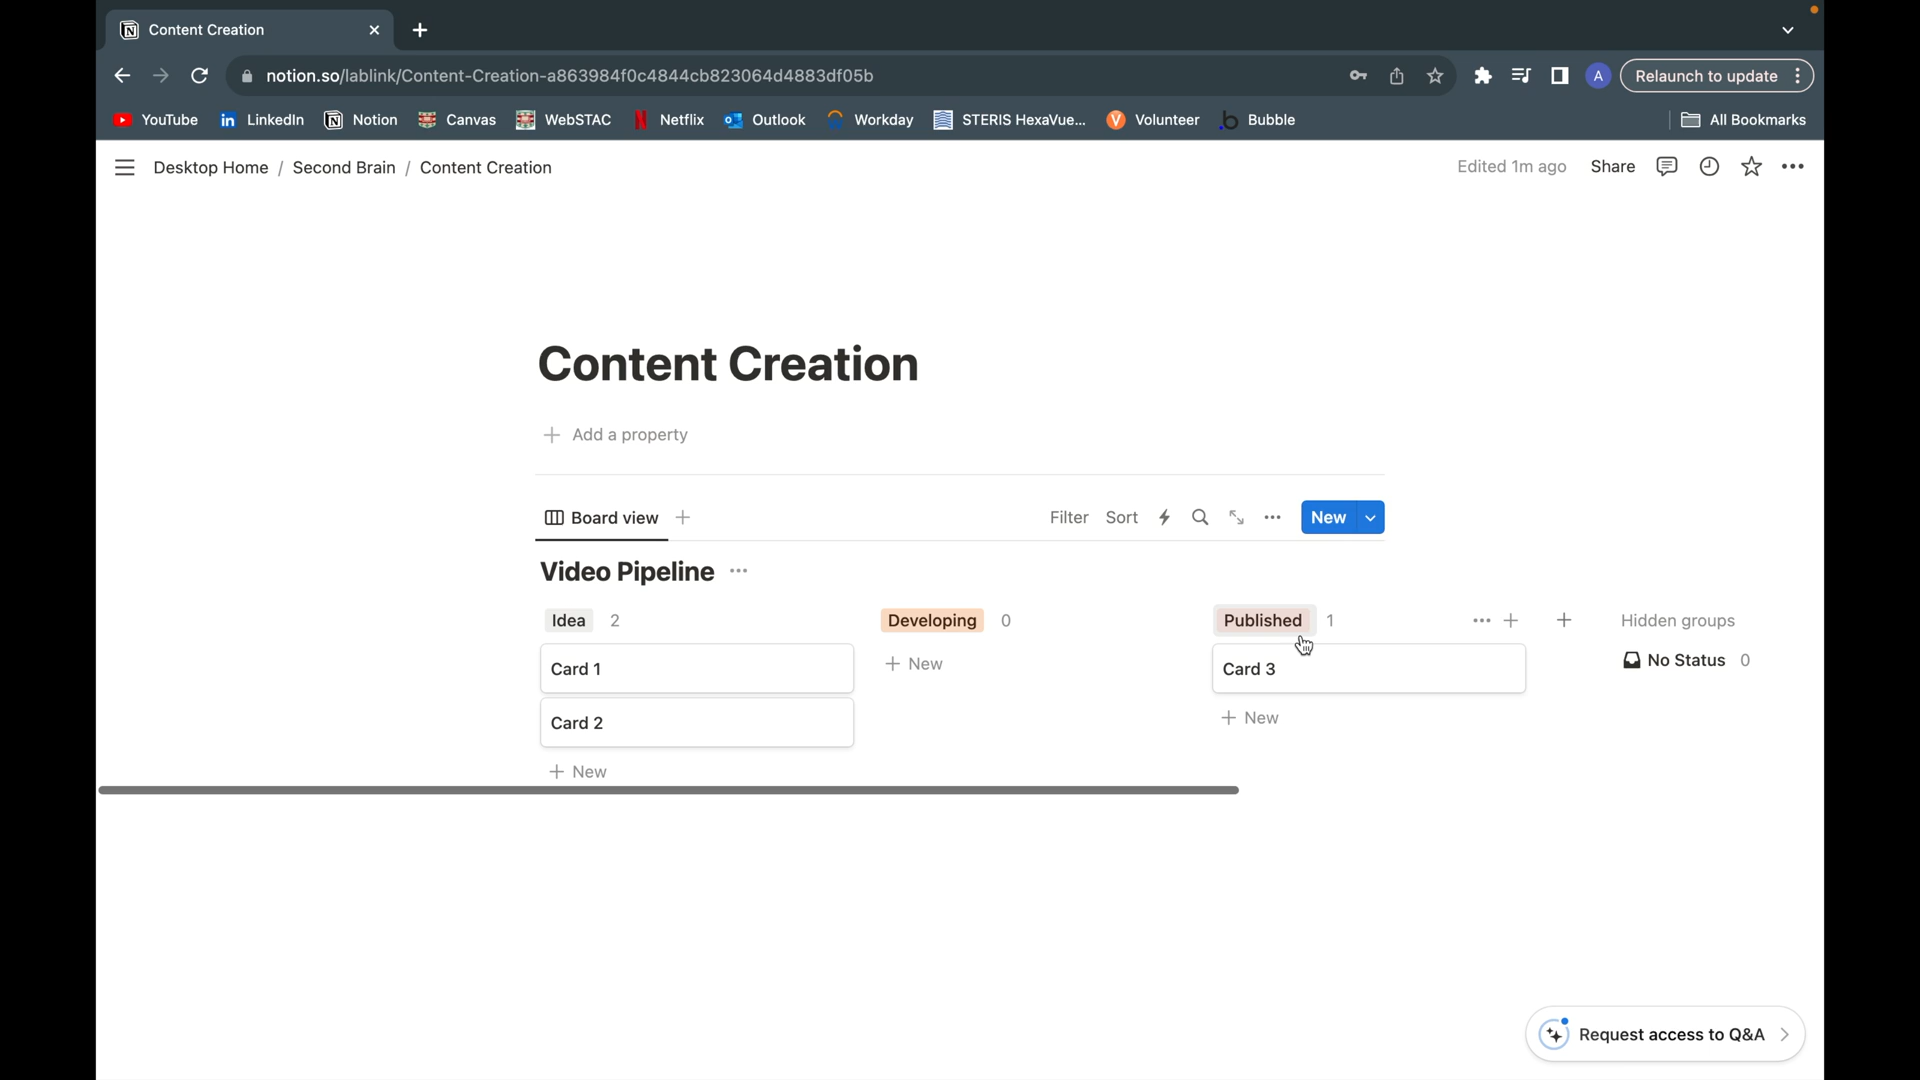 Content Creation
notion.so/lablink/Content-Creation-a863984f0c4844cb823064d4883df05b
A
Relaunch to update
YouTube
LinkedIn
Notion
Canvas
WebSTAC
Netflix
Outlook
Workday
STERIS HexaVue...
Volunteer
Bubble
All Bookmarks
Desktop Home / Second Brain / Content Creation
Edited 1m ago
Share
Content Creation
Add a property
Board view
Filter
Sort
New
Video Pipeline
Idea 2
Developing 0
Published 1
Hidden groups
Card 1
New
Card 3
No Status 0
Card 2
New
New
Request access to Q&A